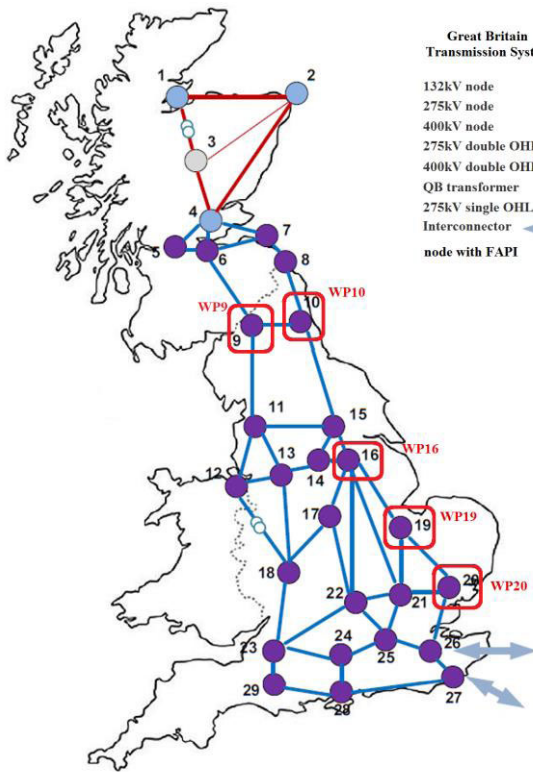 Great Britain
Transmission Syst
132kV node
275kV node
400kV node
275kV double OHL
400kV double OHL
QB transformer
275kV single OHL
Interconnector
node with FAPI
1
2
3
4
5
6
7
8
WP9
WP10
9
10
11
15
12
13
14
16
WP16
17
19
WP19
18
20
WP20
22
21
23
24
25
26
27
28
29